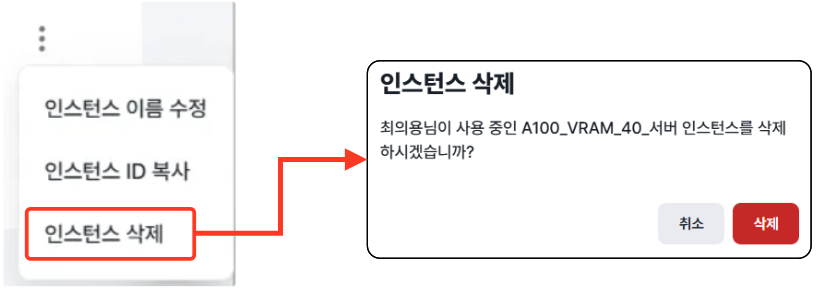 인스턴스 이름 수정
인스턴스 ID 복사
인스턴스 삭제
인스턴스 삭제
최의용님이 사용 중인 A100_VRAM_40_서버 인스턴스를 삭제
하시겠습니까?
취소
삭제